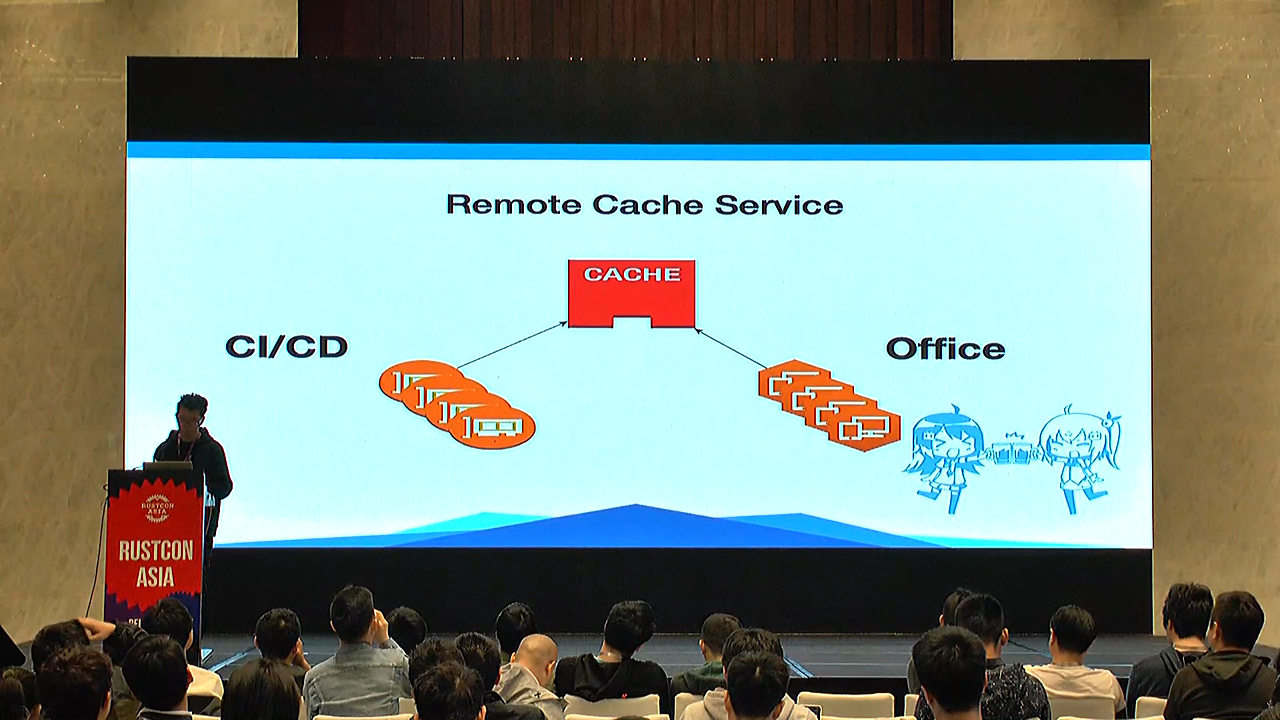 Remote Cache Service
CACHE
CI/CD
Office
RUSTCON
ASIA
RUSTCON
ASIA